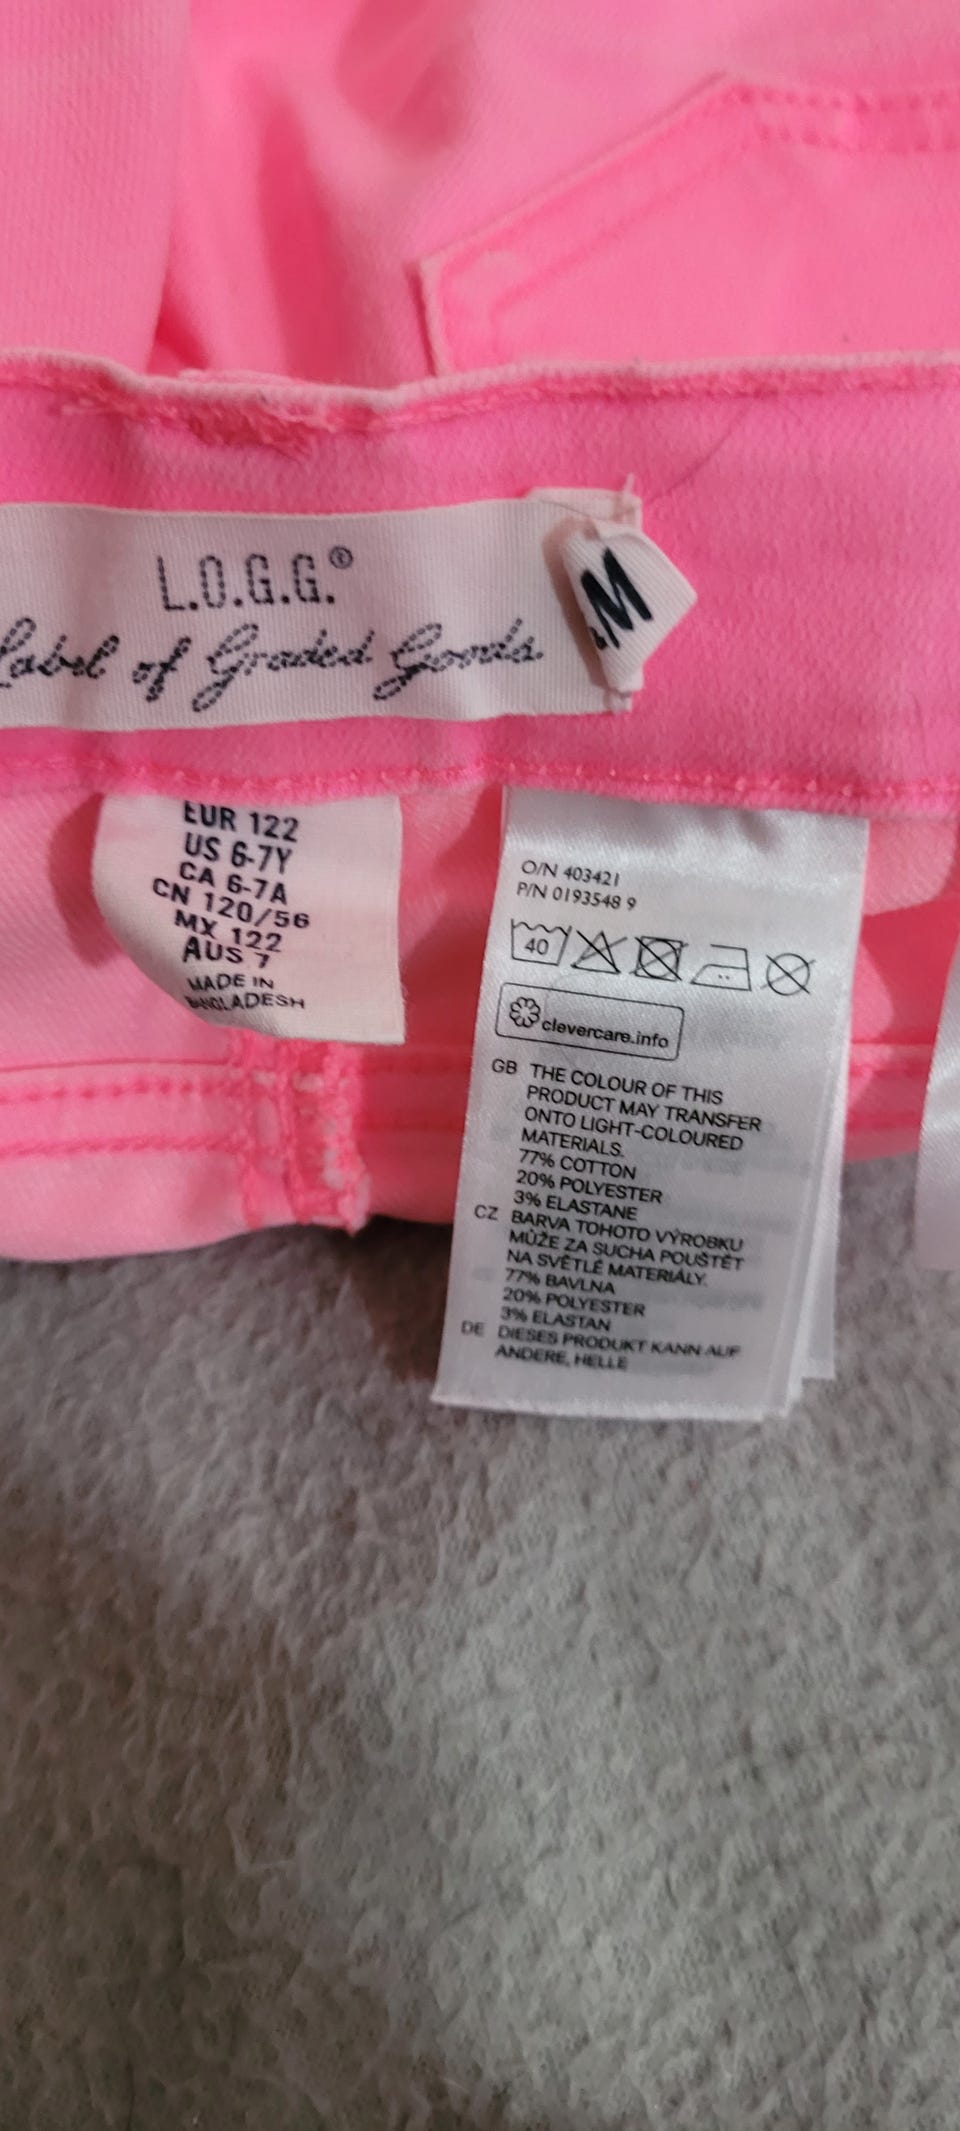 L.O.G.G.®
Label of Graded Goods
M
EUR 122
US 6-7Y
CA 6-7A
CN 120/56
MX 122
AUS 7
MADE IN
BANGLADESH
O/N 403421
P/N 0193548 9
40
clevercare.info
GB THE COLOUR OF THIS
PRODUCT MAY TRANSFER
ONTO LIGHT-COLOURED
MATERIALS.
77% COTTON
20% POLYESTER
3% ELASTANE
CZ BARVA TOHOTO VÝROBKU
MŮŽE ZA SUCHA POUŠTĚT
NA SVĚTLÉ MATERIÁLY.
77% BAVLNA
20% POLYESTER
3% ELASTAN
DE DIESES PRODUKT KANN AUF
ANDERE, HELLE